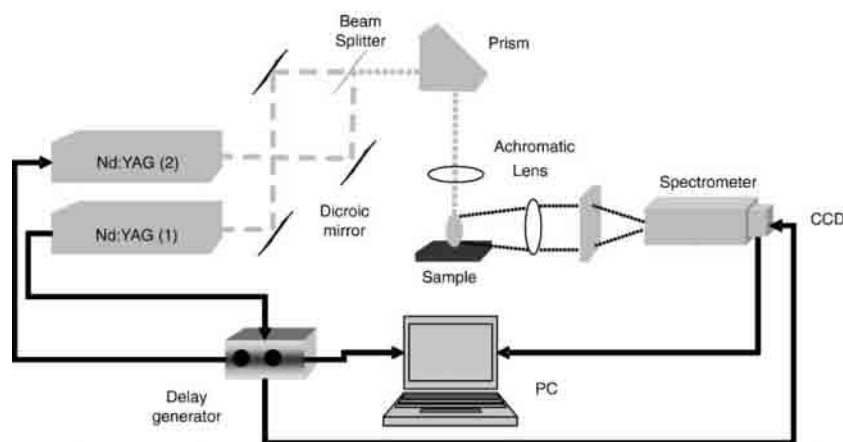 Beam
Splitter
Prism
Nd:YAG (2)
Achromatic
Lens
Spectrometer
Dicroic
mirror
Nd:YAG (1)
CCD
Sample
Delay
generator
PC